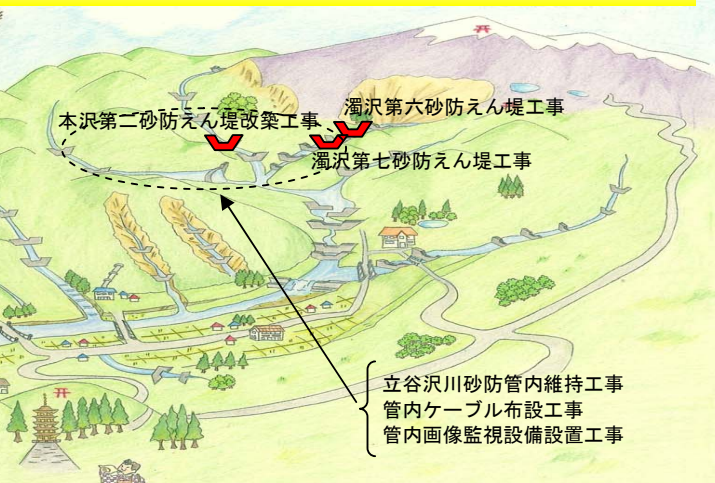 濁沢第六砂防えん堤工事
本沢第二砂防えん堤改築工事
濁沢第七砂防えん堤工事
立谷沢川砂防管内維持工事
管内ケーブル布設工事
管内画像監視設備設置工事